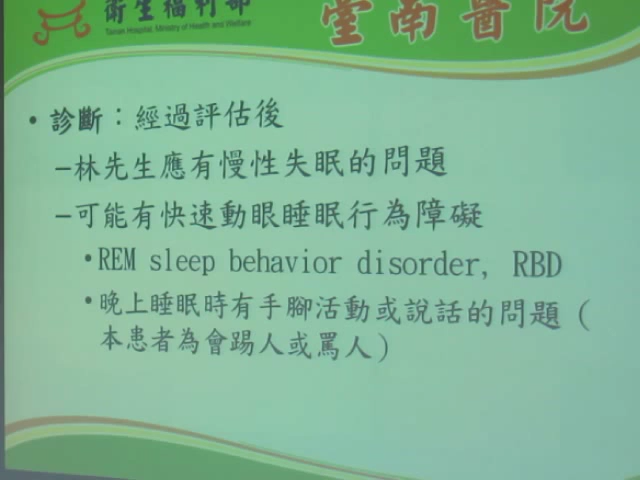 衛生福利部
Tainan Hospital, Ministry of Health and Welfare
臺南醫院
•診斷：經過評估後
–林先生應有慢性失眠的問題
–可能有快速動眼睡眠行為障礙
•REM sleep behavior disorder, RBD
•晚上睡眠時有手腳活動或說話的問題（
本患者為會踢人或罵人）